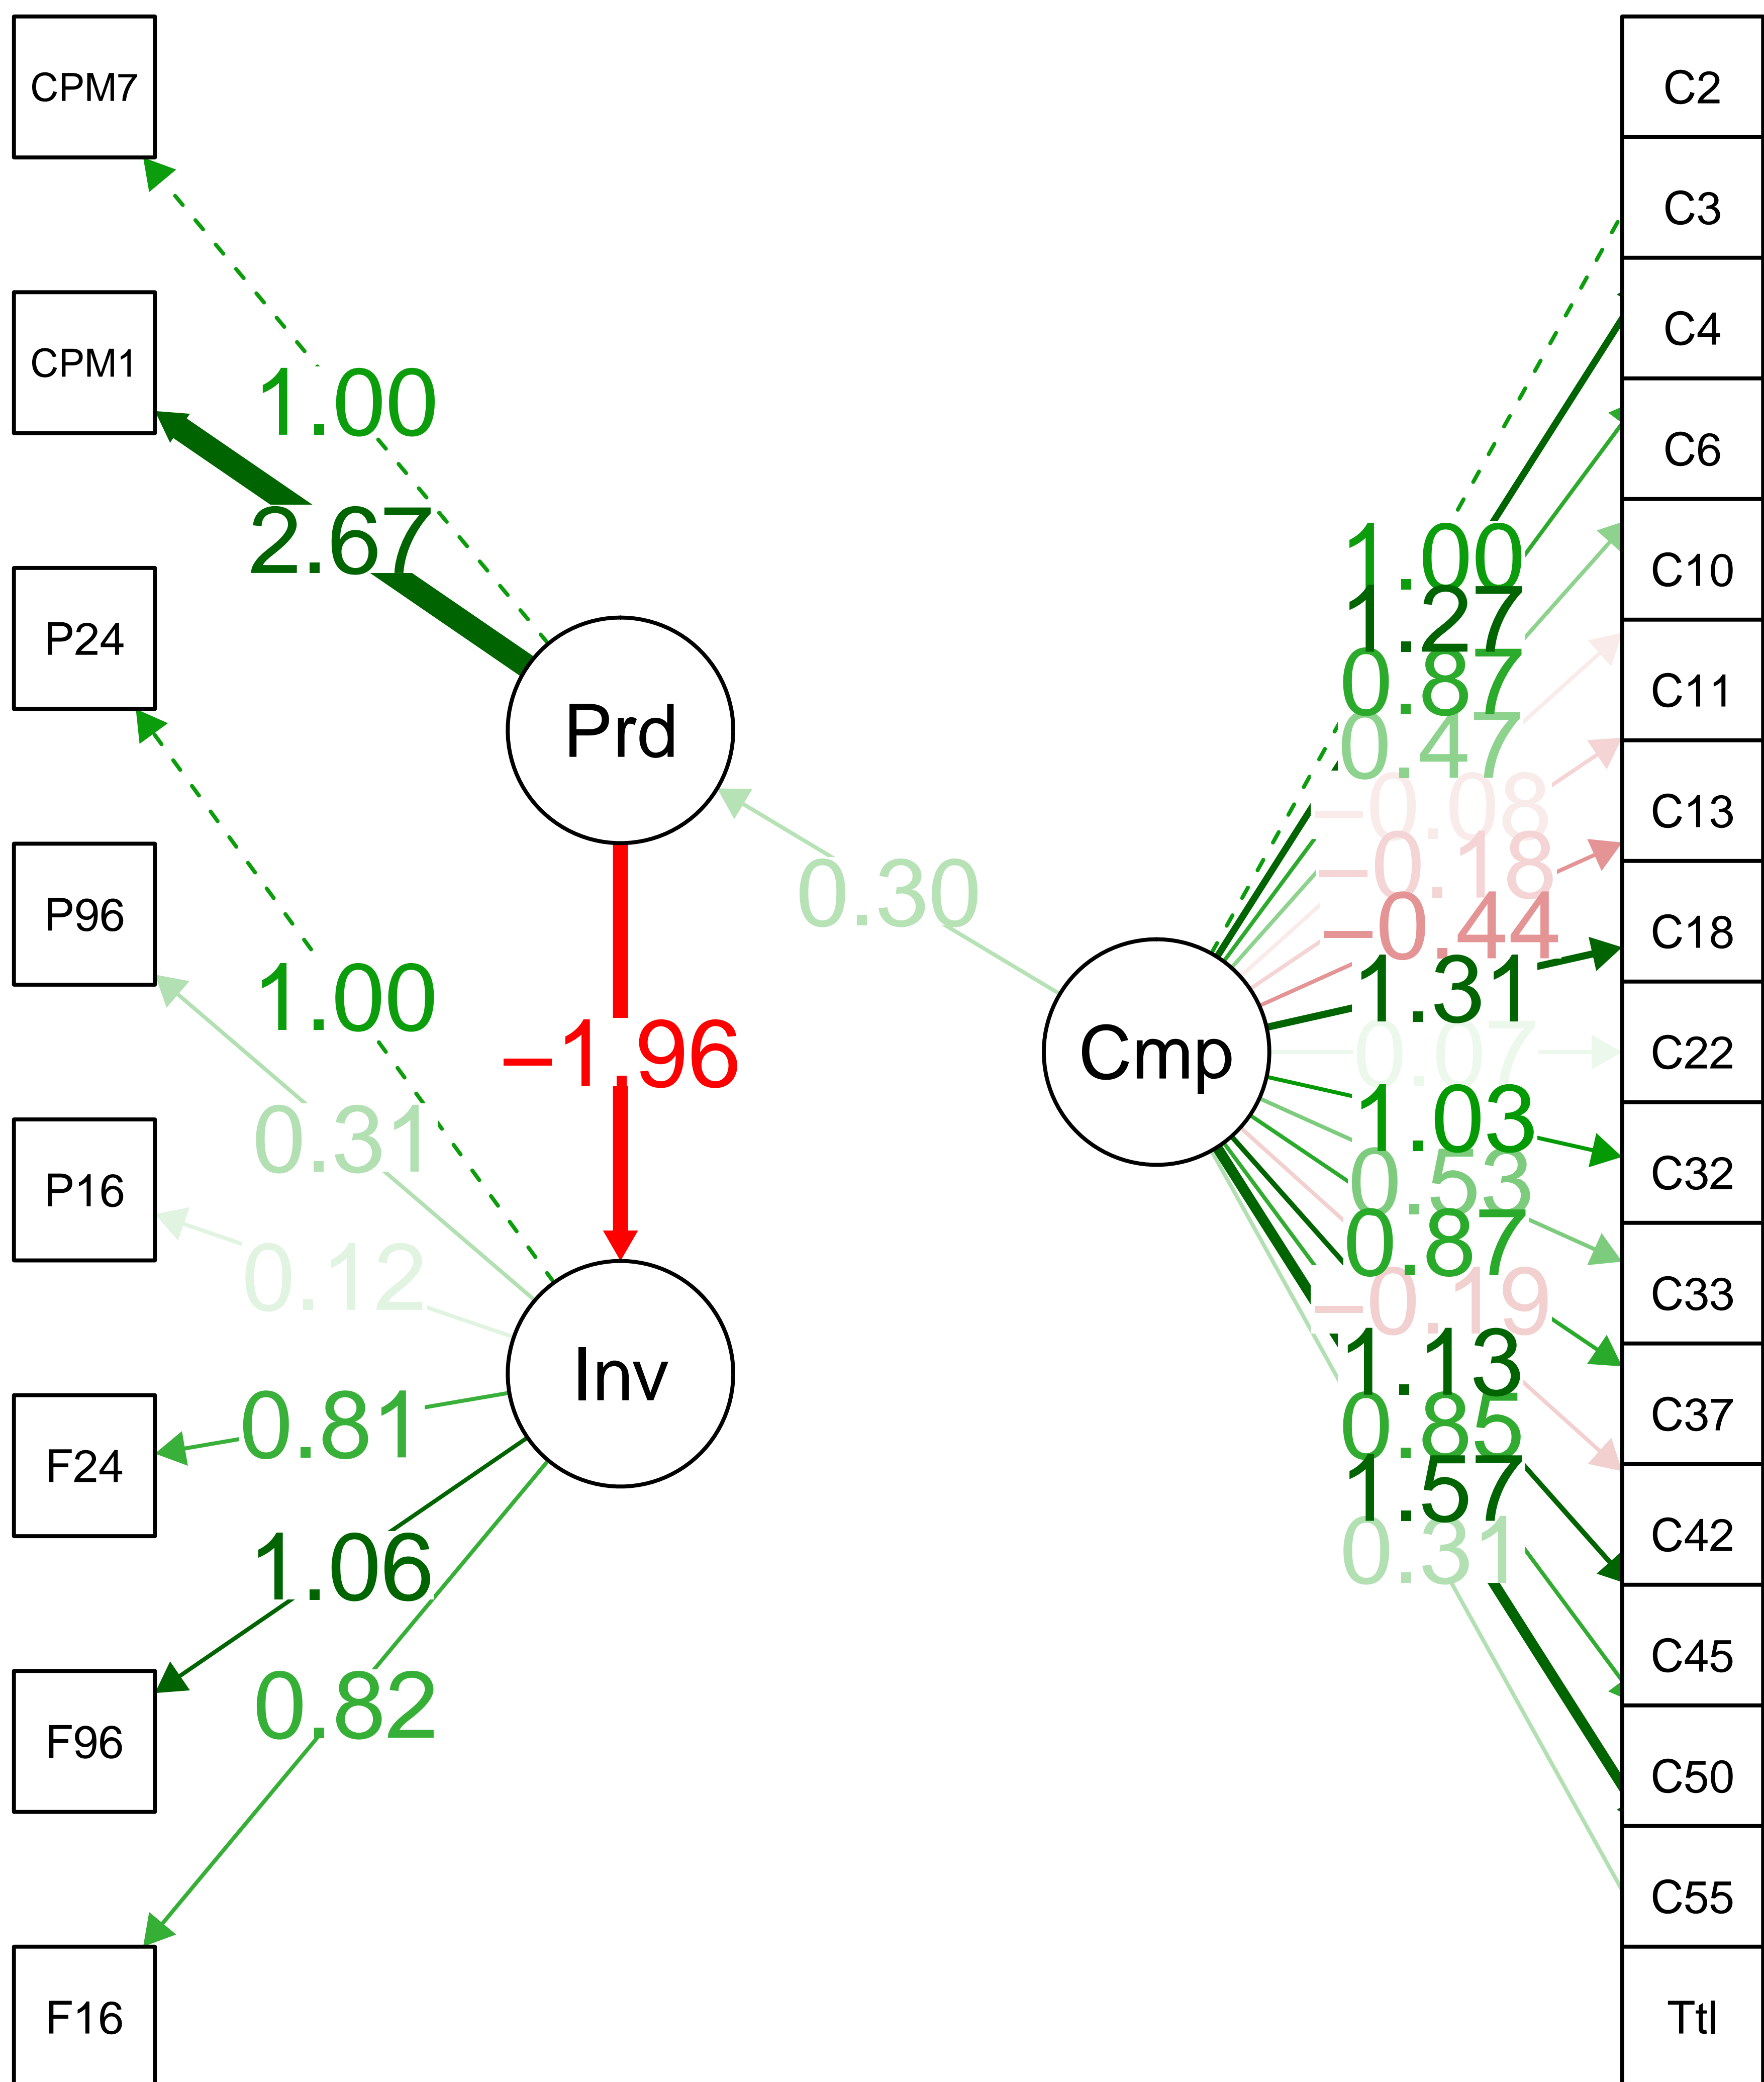 CPM7
CPM1
P24
P96
P16
F24
F96
F16
1.00
2.67
1.00
0.31
0.12
0.81
1.06
0.82
Prd
−1.96
Inv
0.30
Cmp
1.00
1.27
0.87
0.47
−0.08
−0.18
−0.44
1.31
0.07
1.03
0.53
0.87
−0.19
1.13
0.85
1.57
0.31
C2
C3
C4
C6
C10
C11
C13
C18
C22
C32
C33
C37
C42
C45
C50
C55
Ttl